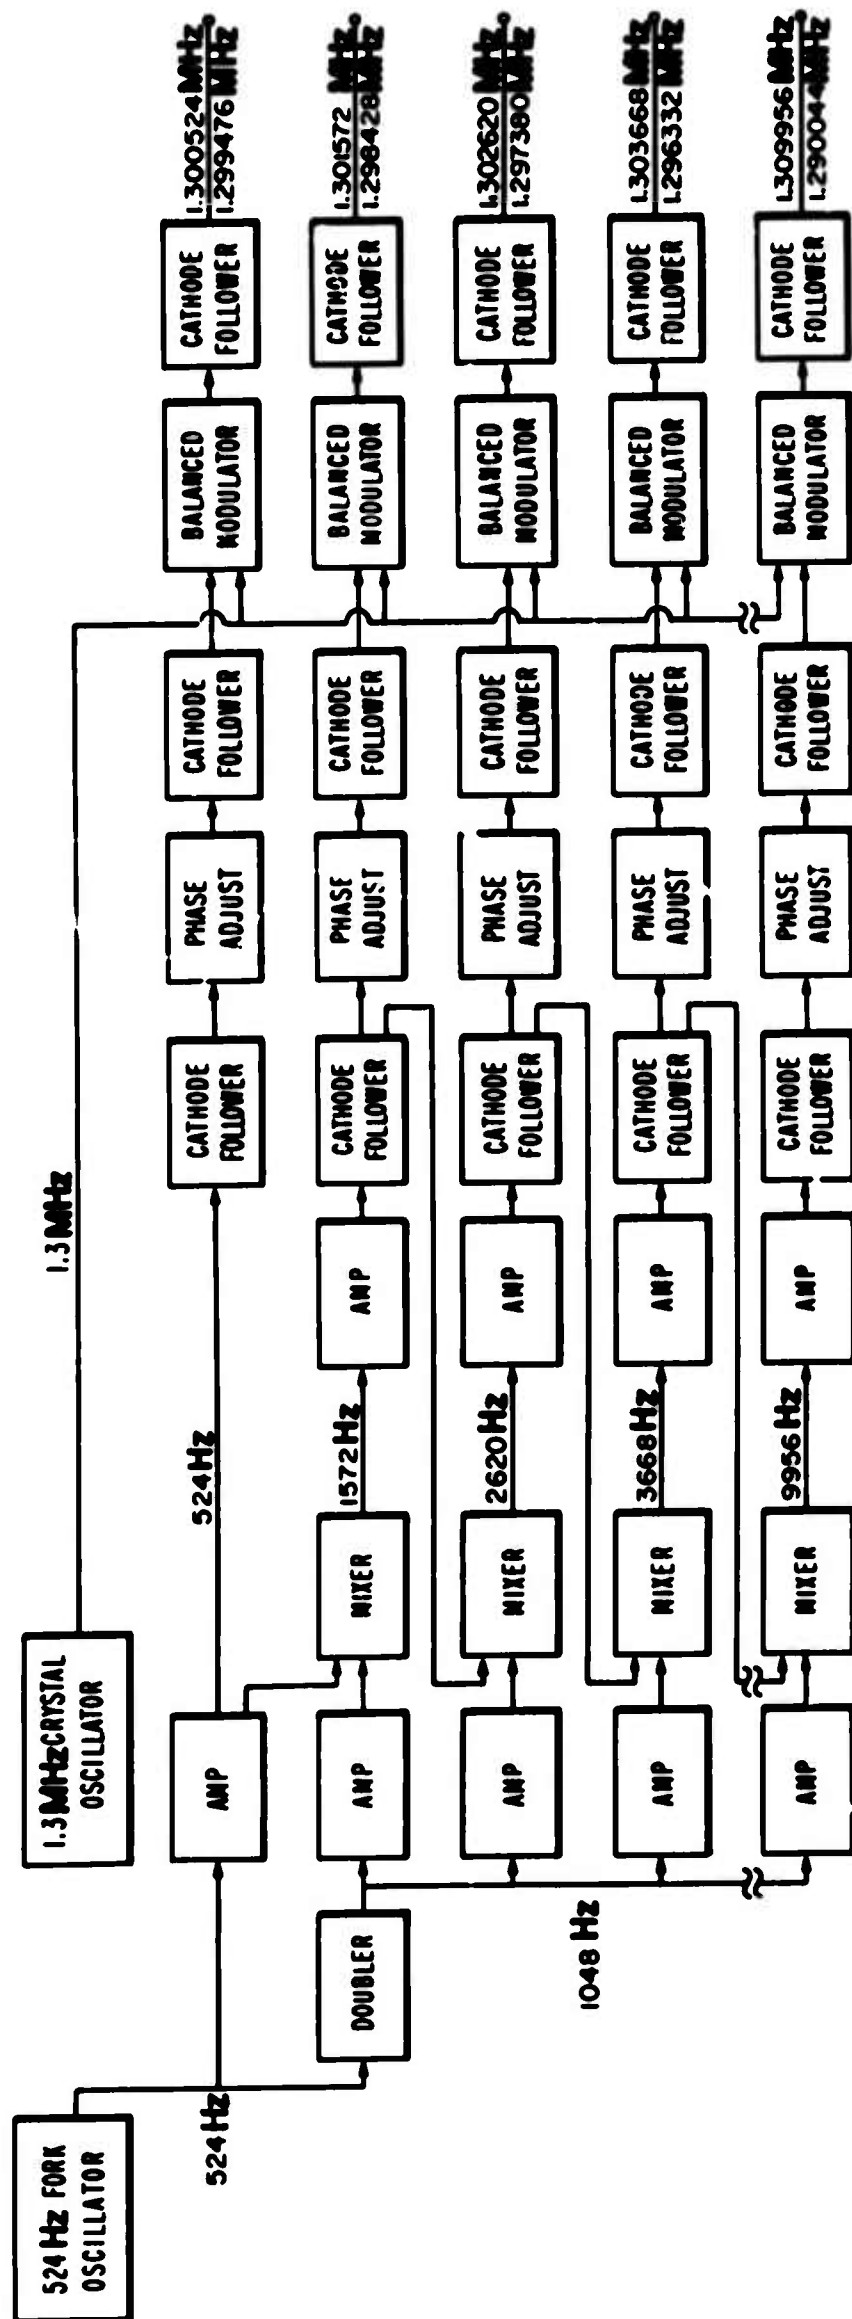 524 Hz FORK
OSCILLATOR
524 Hz
1.3 MHz CRYSTAL
OSCILLATOR
1.3 MHz
AMP
524 Hz
CATHODE
FOLLOWER
PHASE
ADJUST
CATHODE
FOLLOWER
BALANCED
MODULATOR
CATHODE
FOLLOWER
1.300524 MHz
1.299476 MHz
DOUBLER
1048 Hz
AMP
MIXER
1572 Hz
AMP
CATHODE
FOLLOWER
PHASE
ADJUST
CATHODE
FOLLOWER
BALANCED
MODULATOR
CATHODE
FOLLOWER
1.301572 MHz
1.298428 MHz
AMP
MIXER
2620 Hz
AMP
CATHODE
FOLLOWER
PHASE
ADJUST
CATHODE
FOLLOWER
BALANCED
MODULATOR
CATHODE
FOLLOWER
1.302620 MHz
1.297380 MHz
AMP
MIXER
3668 Hz
AMP
CATHODE
FOLLOWER
PHASE
ADJUST
CATHODE
FOLLOWER
BALANCED
MODULATOR
CATHODE
FOLLOWER
1.303668 MHz
1.296332 MHz
AMP
MIXER
9956 Hz
AMP
CATHODE
FOLLOWER
PHASE
ADJUST
CATHODE
FOLLOWER
BALANCED
MODULATOR
CATHODE
FOLLOWER
1.309956 MHz
1.290044 MHz